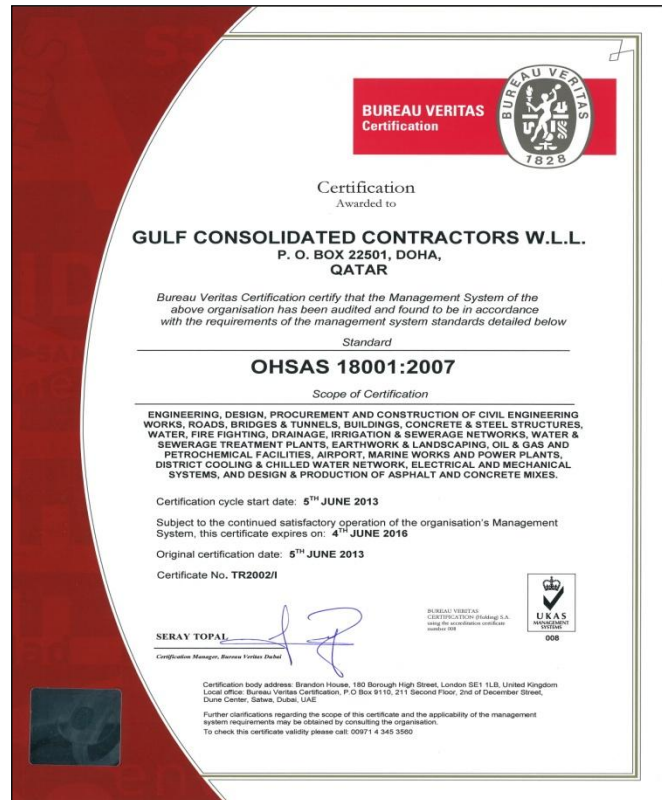 BUREAU VERITAS
Certification
BUREAU VERITAS
1828
Certification
Awarded to
GULF CONSOLIDATED CONTRACTORS W.L.L.
P. O. BOX 22501, DOHA,
QATAR
Bureau Veritas Certification certify that the Management System of the
above organisation has been audited and found to be in accordance
with the requirements of the management system standards detailed below
Standard
OHSAS 18001:2007
Scope of Certification
ENGINEERING, DESIGN, PROCUREMENT AND CONSTRUCTION OF CIVIL ENGINEERING
WORKS, ROADS, BRIDGES & TUNNELS, BUILDINGS, CONCRETE & STEEL STRUCTURES,
WATER, FIRE FIGHTING, DRAINAGE, IRRIGATION & SEWERAGE NETWORKS, WATER &
SEWERAGE TREATMENT PLANTS, EARTHWORK & LANDSCAPING, OIL & GAS AND
PETROCHEMICAL FACILITIES, AIRPORT, MARINE WORKS AND POWER PLANTS,
DISTRICT COOLING & CHILLED WATER NETWORK, ELECTRICAL AND MECHANICAL
SYSTEMS, AND DESIGN & PRODUCTION OF ASPHALT AND CONCRETE MIXES.
Certification cycle start date: 5TH JUNE 2013
Subject to the continued satisfactory operation of the organisation's Management
System, this certificate expires on: 4TH JUNE 2016
Original certification date: 5TH JUNE 2013
Certificate No. TR2002/I
SERAY TOPAL
Certification Manager, Bureau Veritas Dubai
BUREAU VERITAS
CERTIFICATION (Holding) S.A.
using the accreditation certificate
number 008
UKAS
MANAGEMENT
SYSTEMS
008
Certification body address: Brandon House, 180 Borough High Street, London SE1 1LB, United Kingdom
Local office: Bureau Veritas Certification, P.O Box 9110, 211 Second Floor, 2nd of December Street,
Dune Center, Satwa, Dubai, UAE
Further clarifications regarding the scope of this certificate and the applicability of the management
system requirements may be obtained by consulting the organisation.
To check this certificate validity please call: 00971 4 345 3560